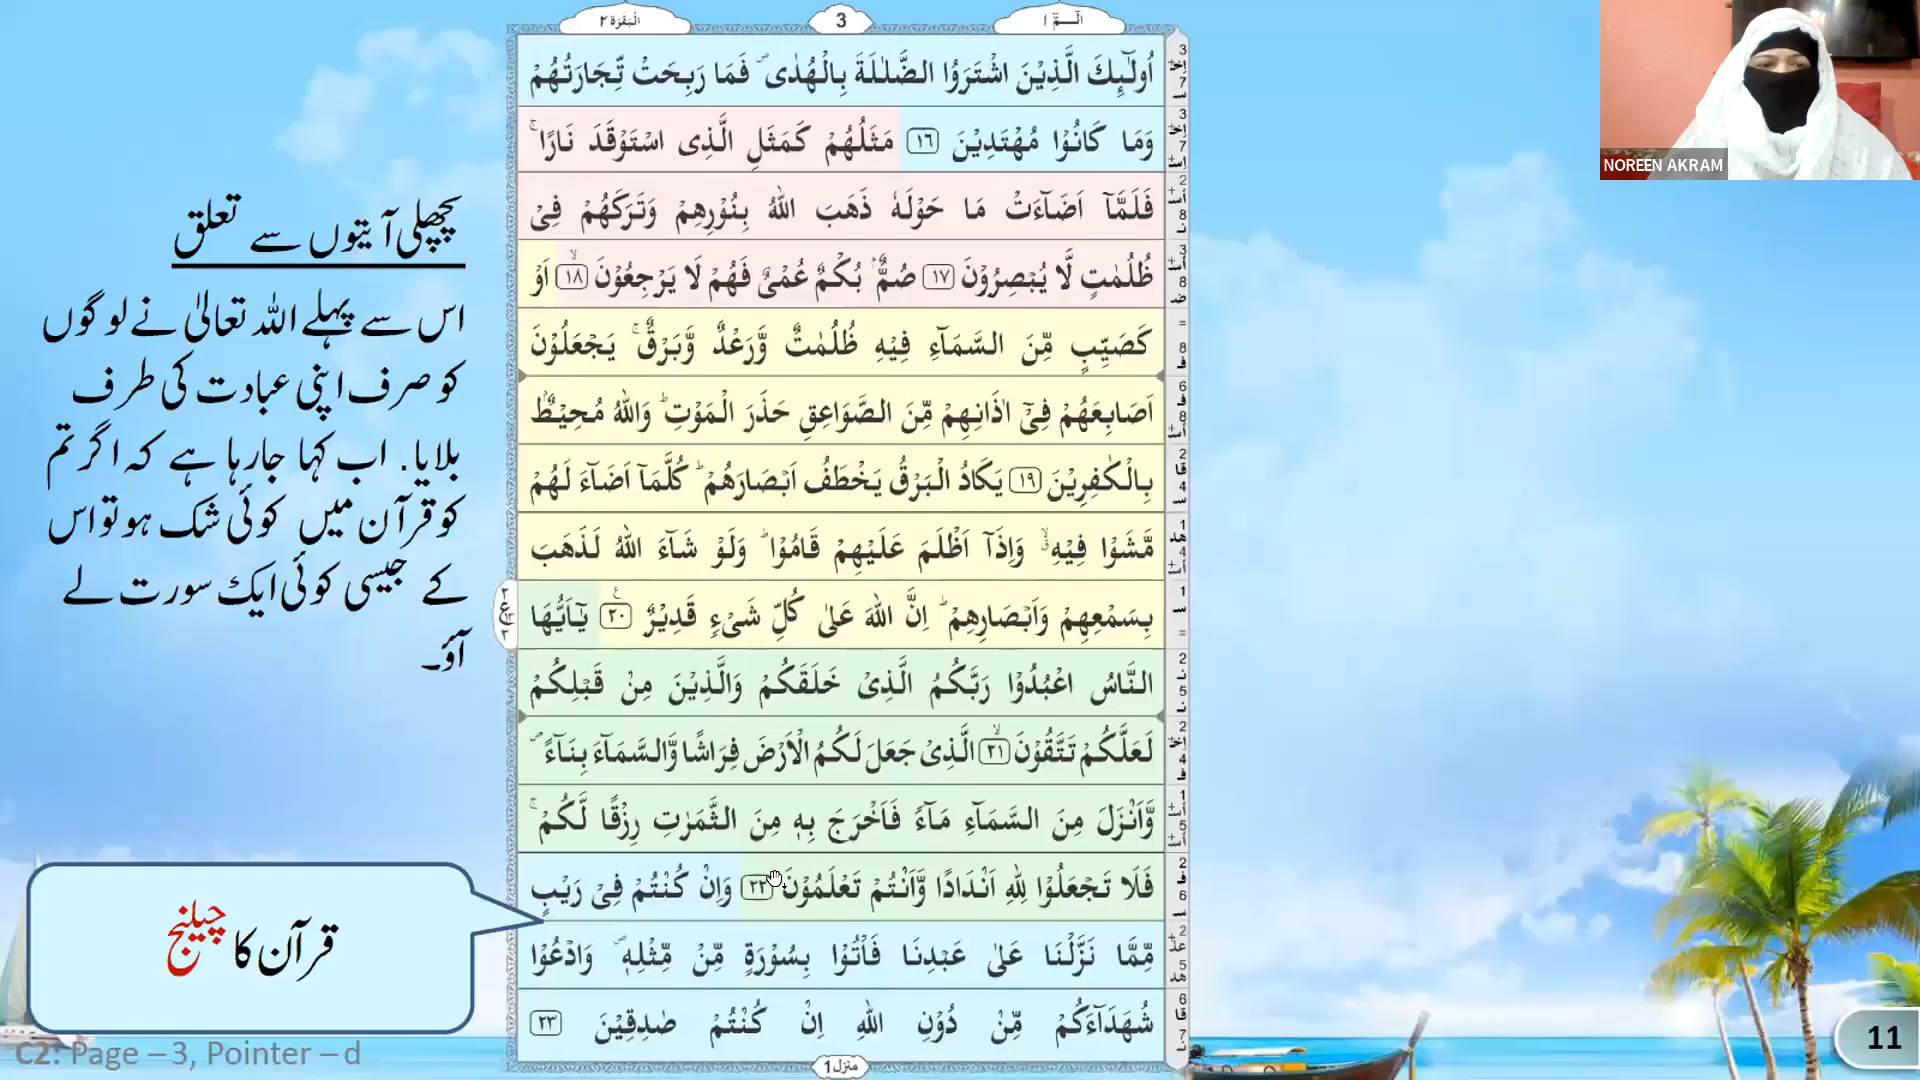 البقرة ٢
3
الٓمّٓ ١
NOREEN AKRAM
پچھلی آیتوں سے تعلق
اس سے پہلے اللہ تعالیٰ نے لوگوں
کو صرف اپنی عبادت کی طرف
بلایا. اب کہا جارہا ہے کہ اگر تم
کو قرآن میں کوئی شک ہو تو اس
کے جیسی کوئی ایک سورت لے
آؤ۔
اُولٰٓئِكَ الَّذِيْنَ اشْتَرَوُا الضَّلٰلَةَ بِالْهُدٰى ۪ فَمَا رَبِحَتْ تِّجَارَتُهُمْ
وَمَا كَانُوْا مُهْتَدِيْنَ ١٦ مَثَلُهُمْ كَمَثَلِ الَّذِى اسْتَوْقَدَ نَارًا ۚ
فَلَمَّآ اَضَآءَتْ مَا حَوْلَهٗ ذَهَبَ اللّٰهُ بِنُوْرِهِمْ وَتَرَكَهُمْ فِىْ
ظُلُمٰتٍ لَّا يُبْصِرُوْنَ ١٧ صُمٌّۢ بُكْمٌ عُمْىٌ فَهُمْ لَا يَرْجِعُوْنَ ۙ ١٨ اَوْ
كَصَيِّبٍ مِّنَ السَّمَآءِ فِيْهِ ظُلُمٰتٌ وَّرَعْدٌ وَّبَرْقٌ ۚ يَجْعَلُوْنَ
اَصَابِعَهُمْ فِىْٓ اٰذَانِهِمْ مِّنَ الصَّوَاعِقِ حَذَرَ الْمَوْتِ ؕ وَاللّٰهُ مُحِيْطٌۢ
بِالْكٰفِرِيْنَ ١٩ يَكَادُ الْبَرْقُ يَخْطَفُ اَبْصَارَهُمْ ؕ كُلَّمَآ اَضَآءَ لَهُمْ
مَّشَوْا فِيْهِ ۙ وَاِذَآ اَظْلَمَ عَلَيْهِمْ قَامُوْا ؕ وَلَوْ شَآءَ اللّٰهُ لَذَهَبَ
بِسَمْعِهِمْ وَاَبْصَارِهِمْ ؕ اِنَّ اللّٰهَ عَلٰى كُلِّ شَىْءٍ قَدِيْرٌ ٢٠ يٰٓاَيُّهَا
النَّاسُ اعْبُدُوْا رَبَّكُمُ الَّذِىْ خَلَقَكُمْ وَالَّذِيْنَ مِنْ قَبْلِكُمْ
لَعَلَّكُمْ تَتَّقُوْنَ ۙ ٢١ الَّذِىْ جَعَلَ لَكُمُ الْاَرْضَ فِرَاشًا وَّالسَّمَآءَ بِنَآءً ۪
وَّاَنْزَلَ مِنَ السَّمَآءِ مَآءً فَاَخْرَجَ بِهٖ مِنَ الثَّمَرٰتِ رِزْقًا لَّكُمْ ۚ
فَلَا تَجْعَلُوْا لِلّٰهِ اَنْدَادًا وَّاَنْتُمْ تَعْلَمُوْنَ ٢٢ وَاِنْ كُنْتُمْ فِىْ رَيْبٍ
مِّمَّا نَزَّلْنَا عَلٰى عَبْدِنَا فَاْتُوْا بِسُوْرَةٍ مِّنْ مِّثْلِهٖ ۪ وَادْعُوْا
شُهَدَآءَكُمْ مِّنْ دُوْنِ اللّٰهِ اِنْ كُنْتُمْ صٰدِقِيْنَ ٢٣
قرآن کا چیلنج
C2: Page – 3, Pointer – d
منزل 1
11